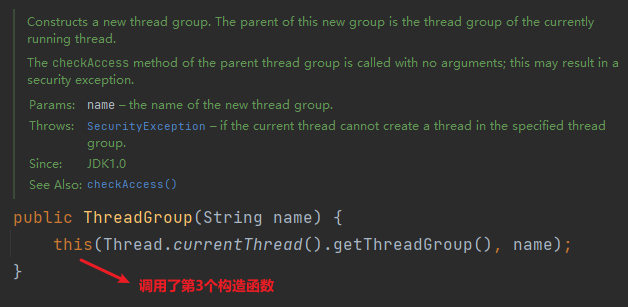 Constructs a new thread group. The parent of this new group is the thread group of the currently
running thread.
The checkAccess method of the parent thread group is called with no arguments; this may result in a
security exception.
Params: name – the name of the new thread group.
Throws: SecurityException – if the current thread cannot create a thread in the specified thread
group.
Since: JDK1.0
See Also: checkAccess()
public ThreadGroup(String name) {
this(Thread.currentThread().getThreadGroup(), name);
}
调用了第3个构造函数